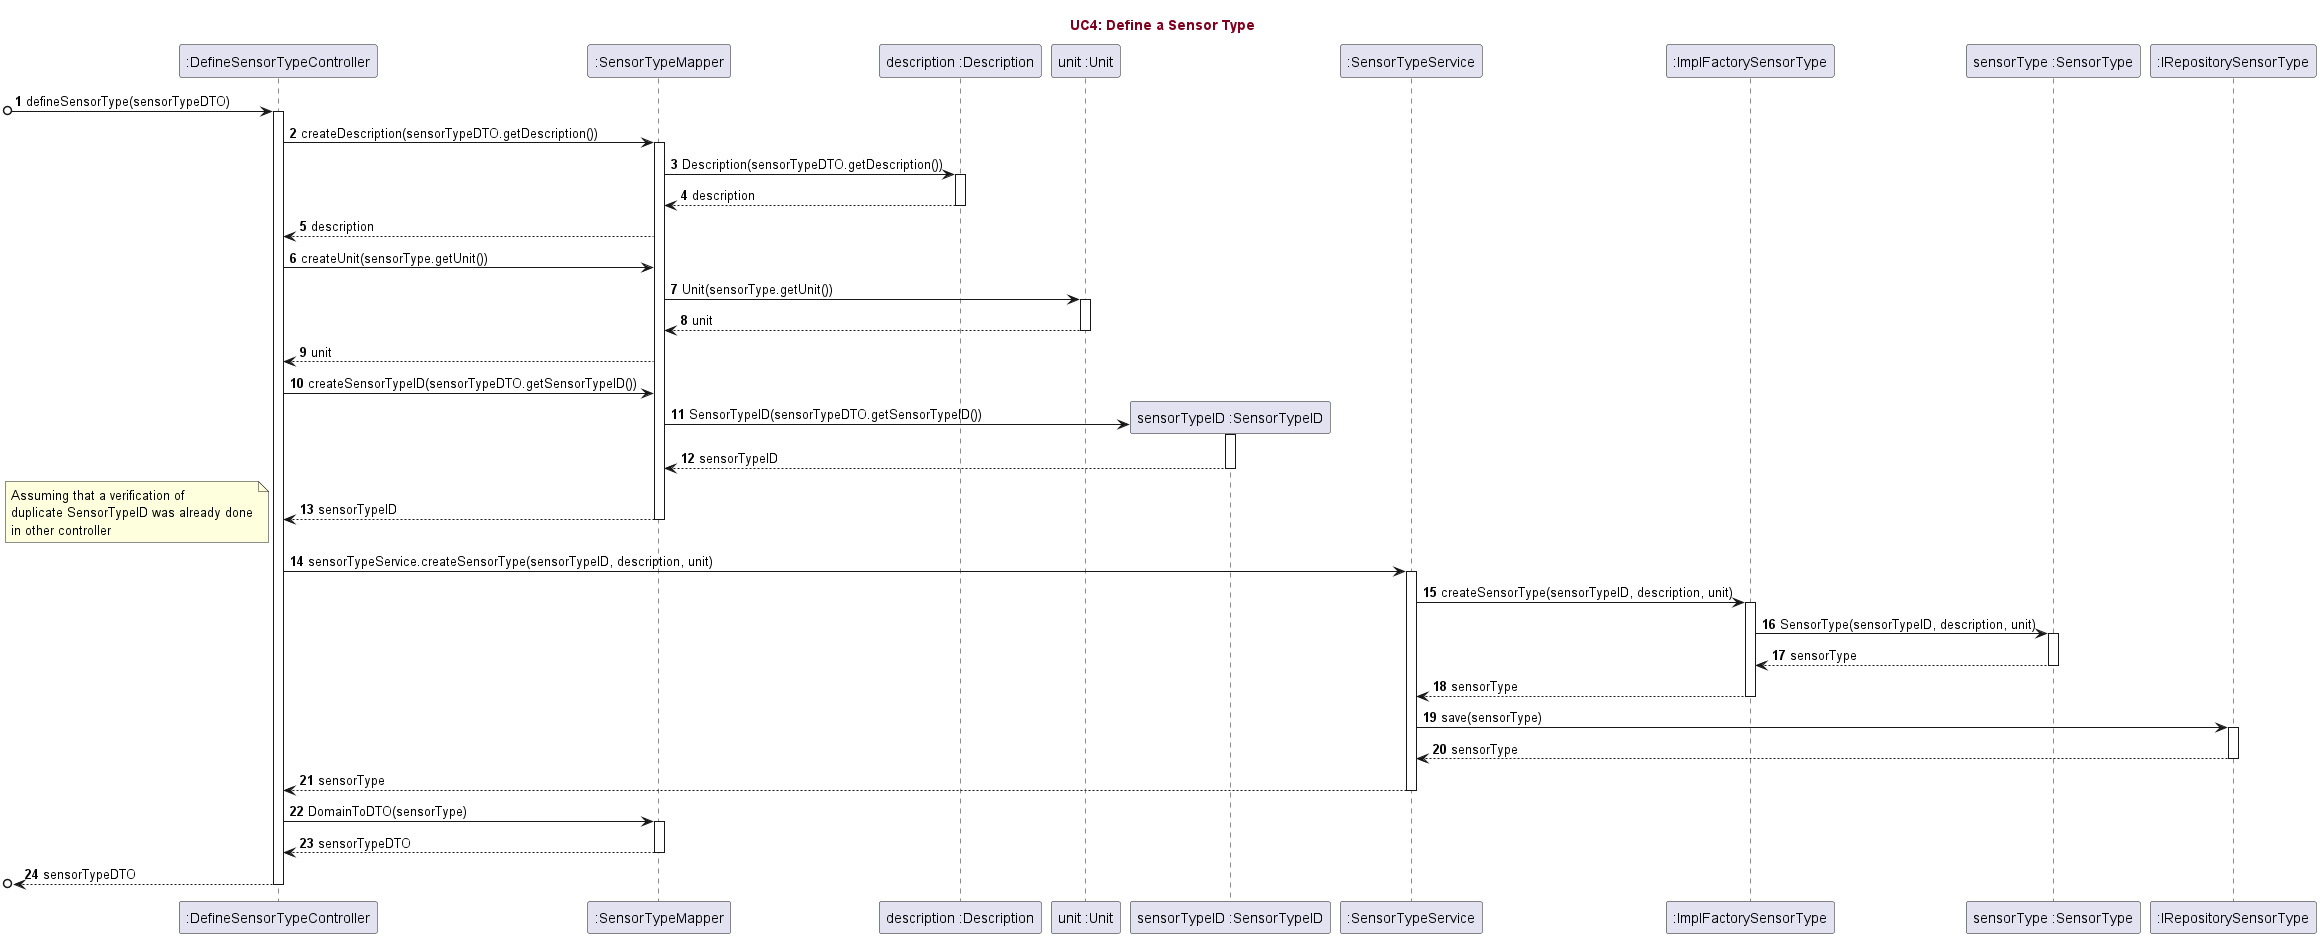 UC4: Define a Sensor Type
:DefineSensorTypeController
:SensorTypeMapper
description :Description
unit :Unit
:SensorTypeService
:ImplFactorySensorType
sensorType :SensorType
:IRepositorySensorType
1 defineSensorType(sensorTypeDTO)
2 createDescription(sensorTypeDTO.getDescription())
3 Description(sensorTypeDTO.getDescription())
4 description
5 description
6 createUnit(sensorType.getUnit())
7 Unit(sensorType.getUnit())
8 unit
9 unit
10 createSensorTypeID(sensorTypeDTO.getSensorTypeID())
11 SensorTypeID(sensorTypeDTO.getSensorTypeID())
sensorTypeID :SensorTypeID
12 sensorTypeID
Assuming that a verification of
duplicate SensorTypeID was already done
in other controller
13 sensorTypeID
14 sensorTypeService.createSensorType(sensorTypeID, description, unit)
15 createSensorType(sensorTypeID, description, unit)
16 SensorType(sensorTypeID, description, unit)
17 sensorType
18 sensorType
19 save(sensorType)
20 sensorType
21 sensorType
22 DomainToDTO(sensorType)
23 sensorTypeDTO
24 sensorTypeDTO
:DefineSensorTypeController
:SensorTypeMapper
description :Description
unit :Unit
sensorTypeID :SensorTypeID
:SensorTypeService
:ImplFactorySensorType
sensorType :SensorType
:IRepositorySensorType